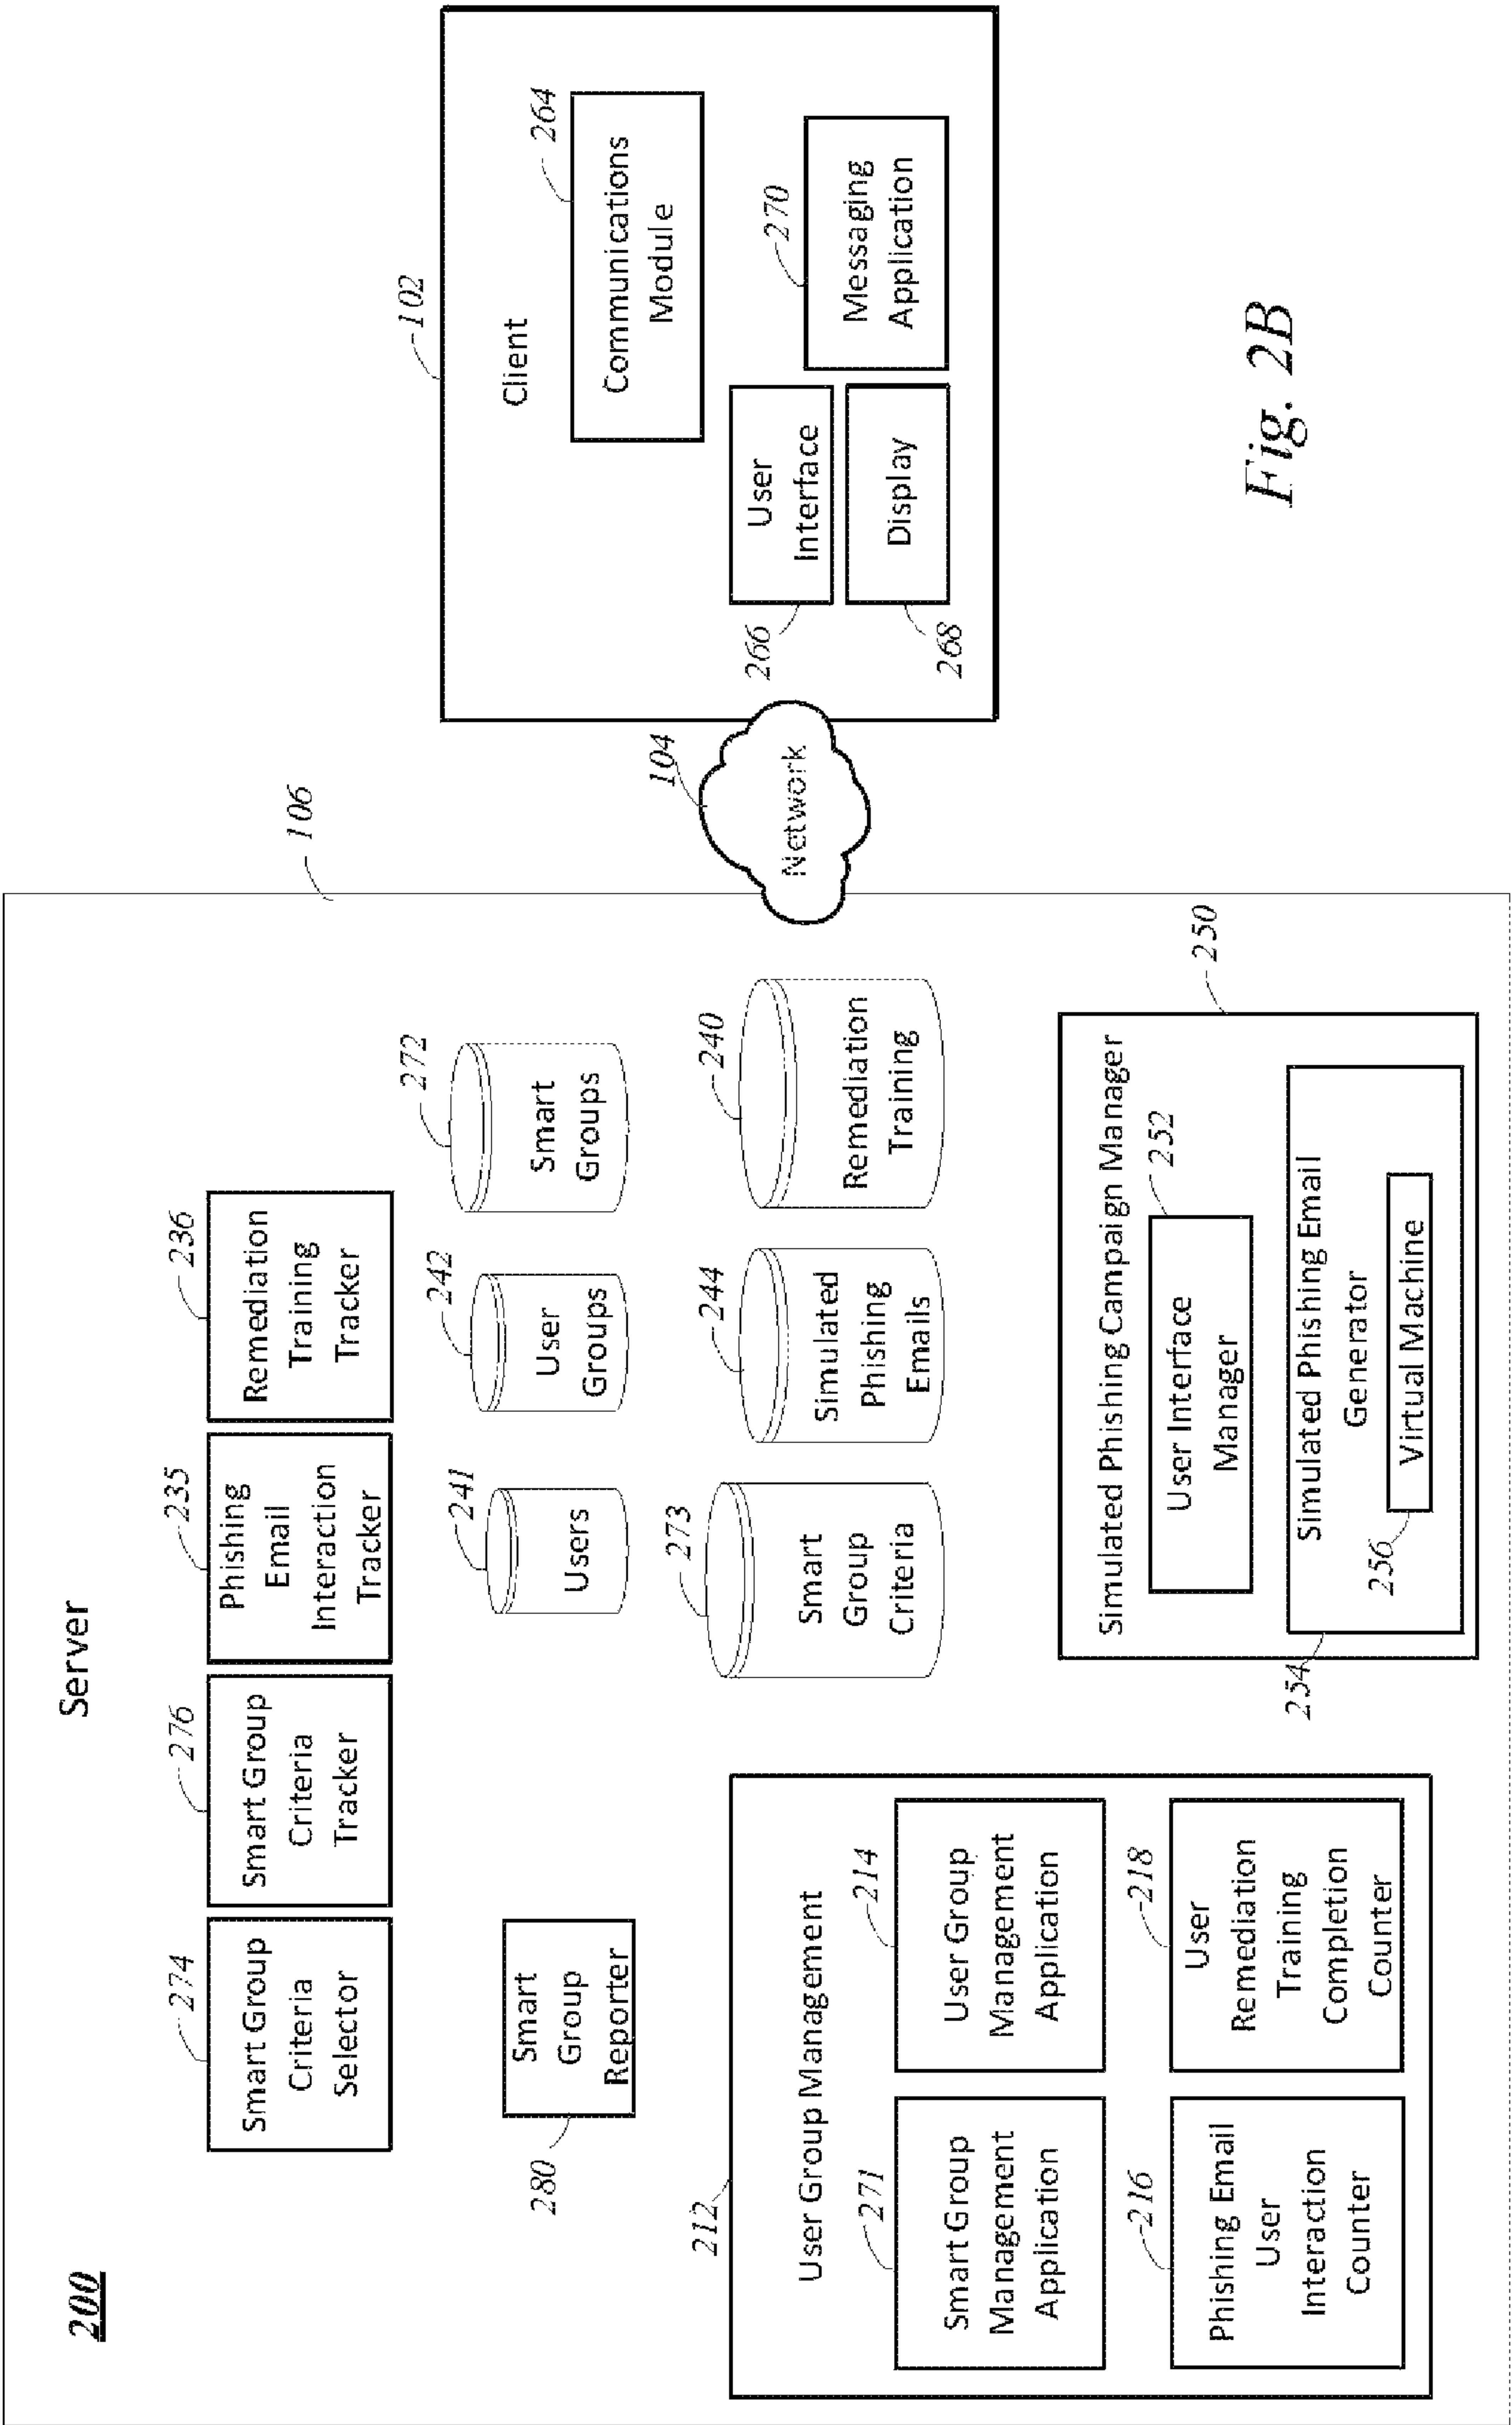 200
Server
106
274
Smart Group
Criteria
Selector
276
Smart Group
Criteria
Tracker
235
Phishing
Email
Interaction
Tracker
236
Remediation
Training
Tracker
280
Smart
Group
Reporter
241
Users
242
User
Groups
272
Smart
Groups
273
Smart
Group
Criteria
244
Simulated
Phishing
Emails
240
Remediation
Training
212
User Group Management
271
Smart Group
Management
Application
214
User Group
Management
Application
216
Phishing Email
User
Interaction
Counter
218
User
Remediation
Training
Completion
Counter
250
Simulated Phishing Campaign Manager
252
User Interface
Manager
254
Simulated Phishing Email
Generator
256
Virtual Machine
104
Network
102
Client
264
Communications
Module
266
User
Interface
268
Display
270
Messaging
Application
Fig. 2B